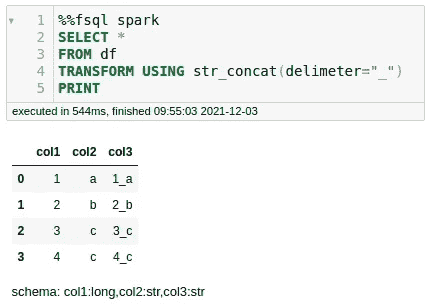 1 %%fsql spark
2 SELECT *
3 FROM df
4 TRANSFORM USING str_concat(delimeter="_")
5 PRINT
executed in 544ms, finished 09:55:03 2021-12-03
col1 col2 col3
0 1 a 1_a
1 2 b 2_b
2 3 c 3_c
3 4 c 4_c
schema: col1:long,col2:str,col3:str